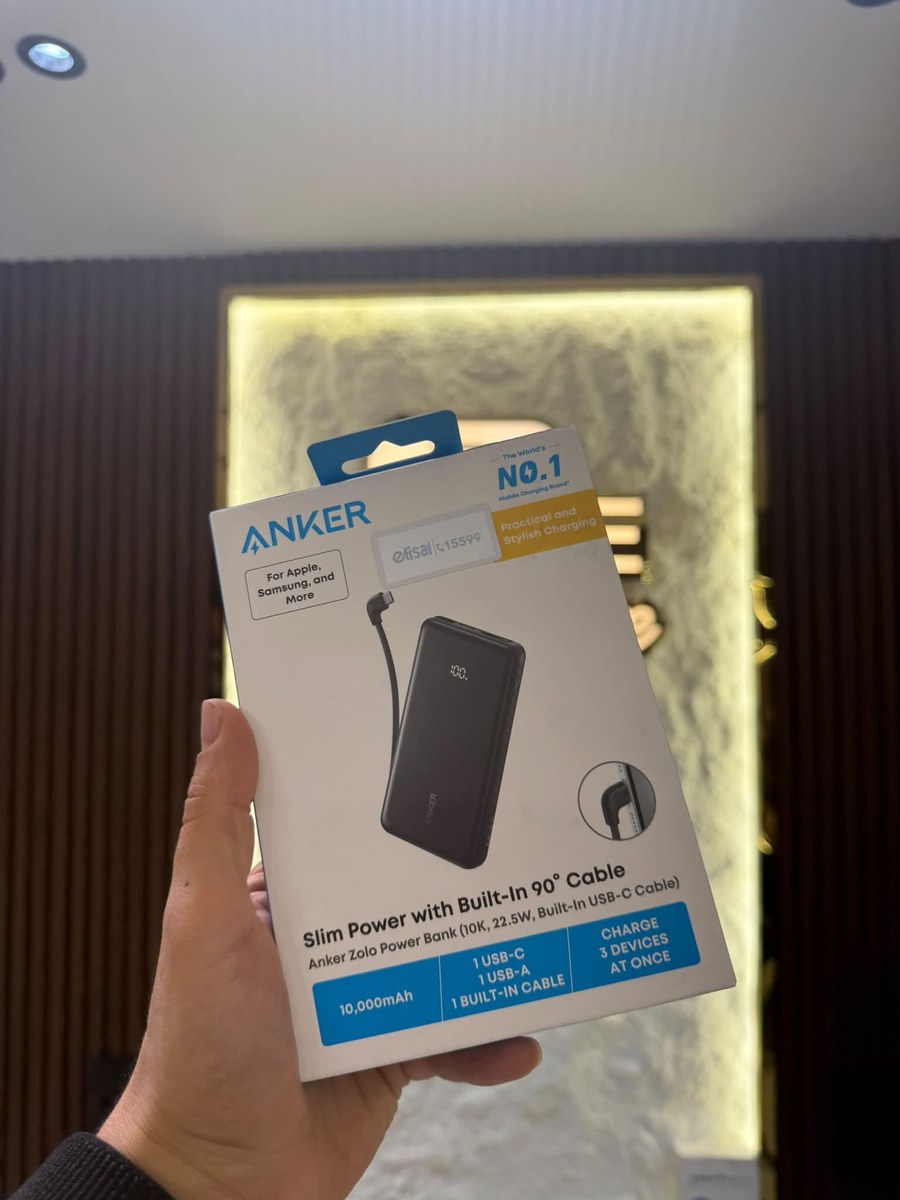 ANKER
The World's
NO.1
Mobile Charging Brand*
Practical and
Stylish Charging
etisal 15599
For Apple,
Samsung, and
More
100%
ANKER
Slim Power with Built-In 90° Cable
Anker Zolo Power Bank (10K, 22.5W, Built-In USB-C Cable)
10,000mAh
1 USB-C
1 USB-A
1 BUILT-IN CABLE
CHARGE
3 DEVICES
AT ONCE